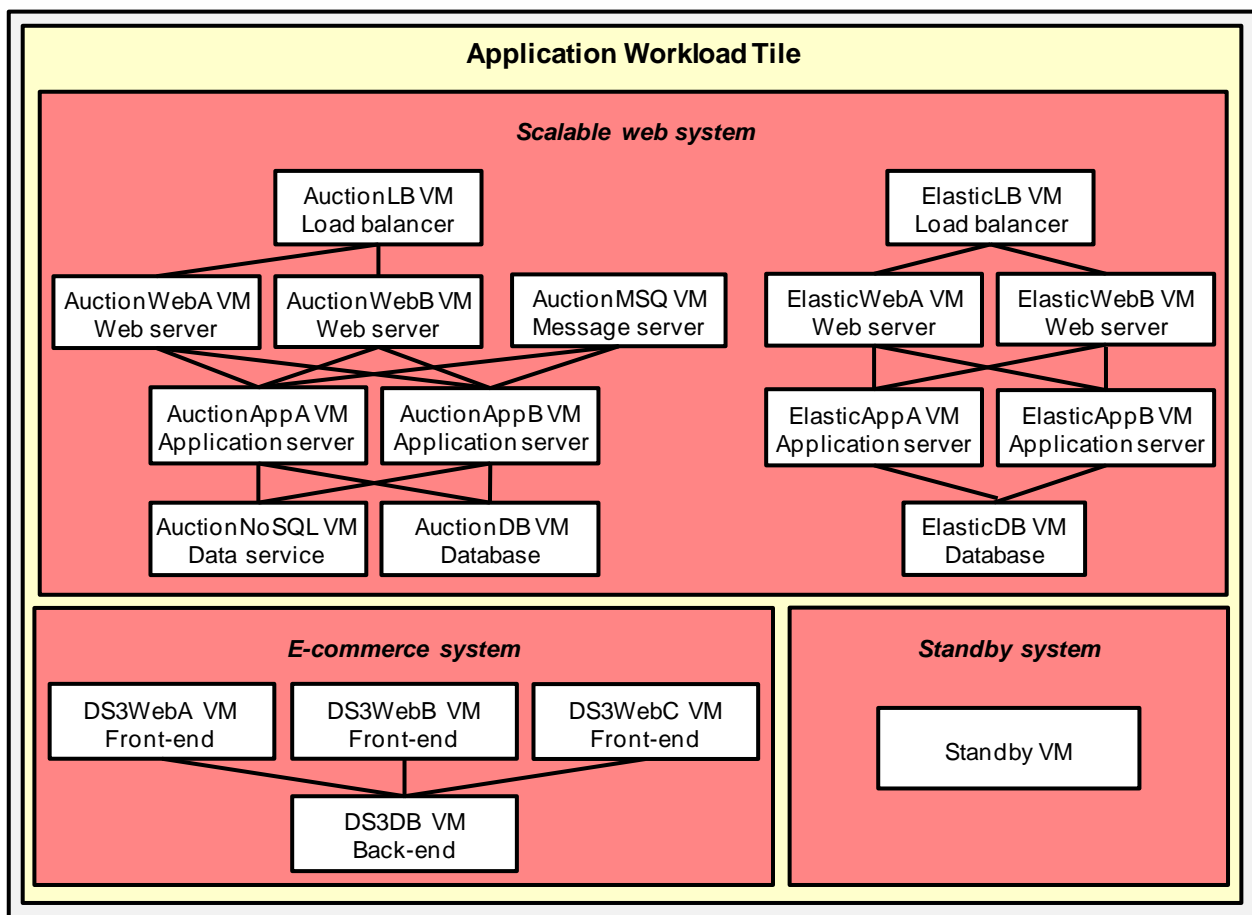 Application Workload Tile
Scalable web system
AuctionLB VM
Load balancer
ElasticLB VM
Load balancer
AuctionWebA VM
Web server
AuctionWebB VM
Web server
AuctionMSQ VM
Message server
ElasticWebA VM
Web server
ElasticWebB VM
Web server
AuctionAppA VM
Application server
AuctionAppB VM
Application server
ElasticAppA VM
Application server
ElasticAppB VM
Application server
AuctionNoSQL VM
Data service
AuctionDB VM
Database
ElasticDB VM
Database
E-commerce system
DS3WebA VM
Front-end
DS3WebB VM
Front-end
DS3WebC VM
Front-end
DS3DB VM
Back-end
Standby system
Standby VM